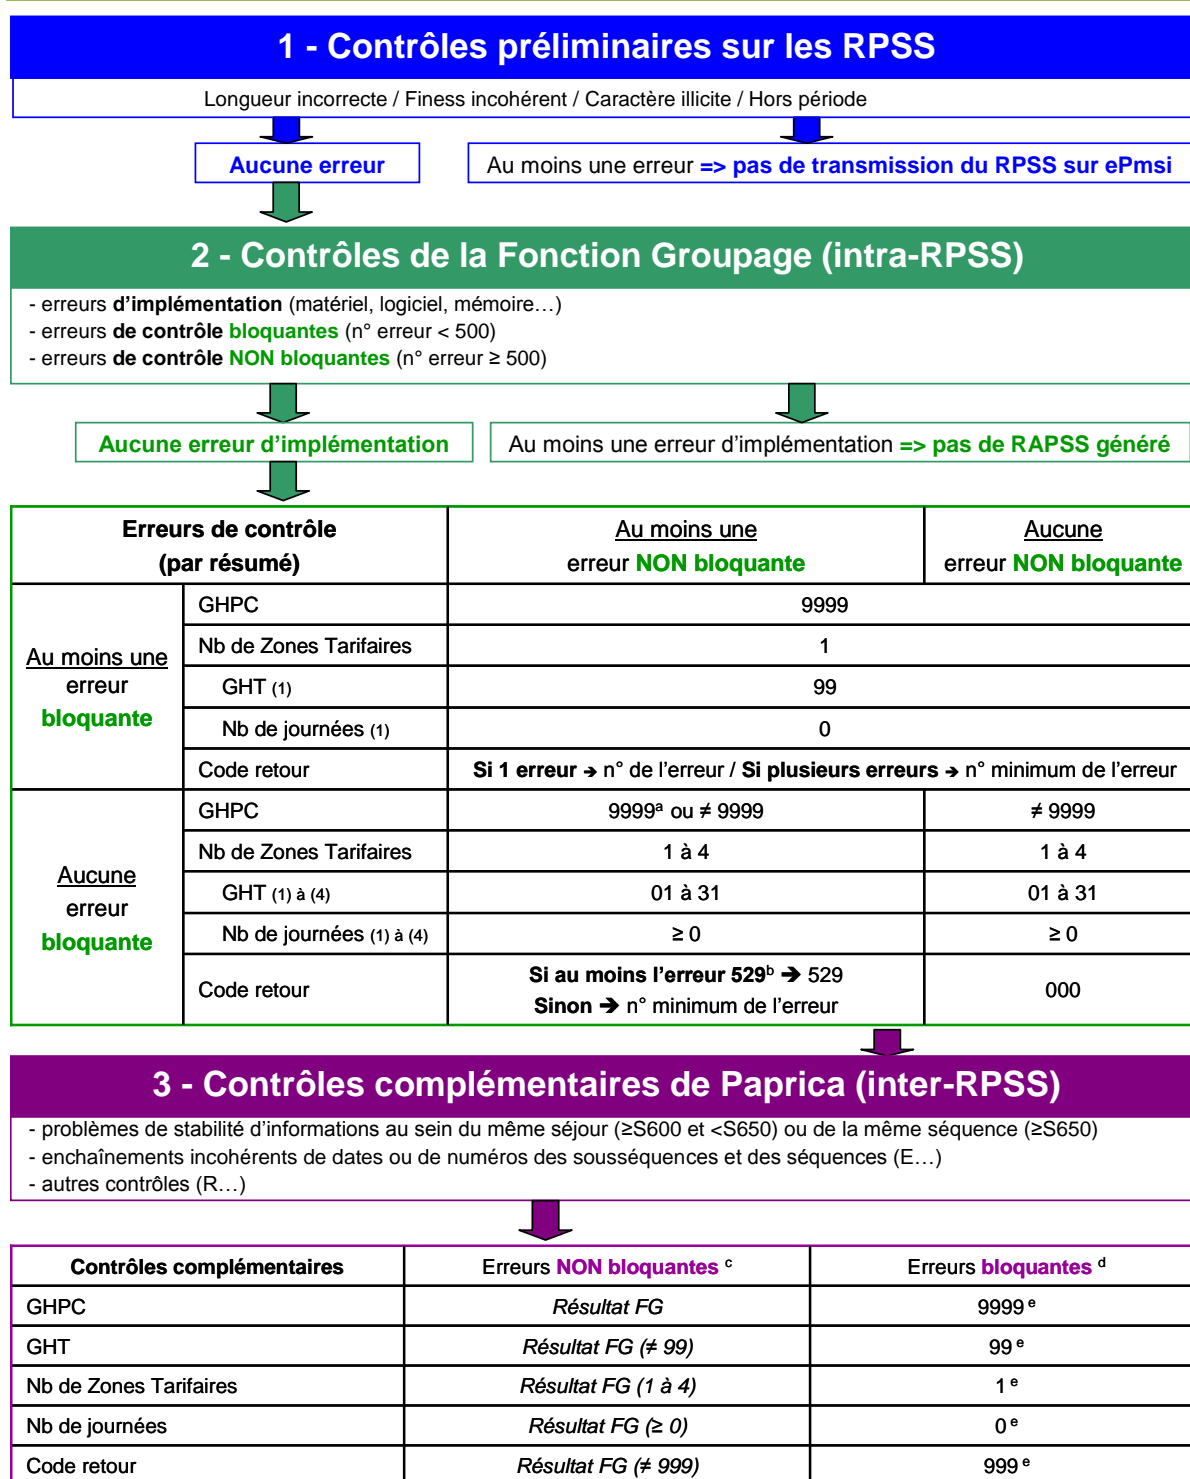 1 - Contrôles préliminaires sur les RPSS
Longueur incorrecte / Finess incohérent / Caractère illicite / Hors période
Aucune erreur
Au moins une erreur => pas de transmission du RPSS sur ePmsi
2 - Contrôles de la Fonction Groupage (intra-RPSS)
- erreurs d’implémentation (matériel, logiciel, mémoire…)
- erreurs de contrôle bloquantes (n° erreur < 500)
- erreurs de contrôle NON bloquantes (n° erreur ≥ 500)
Aucune erreur d’implémentation
Au moins une erreur d’implémentation => pas de RAPSS généré
Erreurs de contrôle
(par résumé)
Au moins une
erreur NON bloquante
Aucune
erreur NON bloquante
Au moins une
erreur
bloquante
GHPC
9999
Nb de Zones Tarifaires
1
GHT (1)
99
Nb de journées (1)
0
Code retour
Si 1 erreur ➔ n° de l’erreur / Si plusieurs erreurs ➔ n° minimum de l’erreur
Aucune
erreur
bloquante
GHPC
9999ᵃ ou ≠ 9999
≠ 9999
Nb de Zones Tarifaires
1 à 4
1 à 4
GHT (1) à (4)
01 à 31
01 à 31
Nb de journées (1) à (4)
≥ 0
≥ 0
Code retour
Si au moins l’erreur 529ᵇ ➔ 529
Sinon ➔ n° minimum de l’erreur
000
3 - Contrôles complémentaires de Paprica (inter-RPSS)
- problèmes de stabilité d’informations au sein du même séjour (≥S600 et <S650) ou de la même séquence (≥S650)
- enchaînements incohérents de dates ou de numéros des sousséquences et des séquences (E…)
- autres contrôles (R…)
Contrôles complémentaires
Erreurs NON bloquantes ᶜ
Erreurs bloquantes ᵈ
GHPC
Résultat FG
9999 ᵉ
GHT
Résultat FG (≠ 99)
99 ᵉ
Nb de Zones Tarifaires
Résultat FG (1 à 4)
1 ᵉ
Nb de journées
Résultat FG (≥ 0)
0 ᵉ
Code retour
Résultat FG (≠ 999)
999 ᵉ